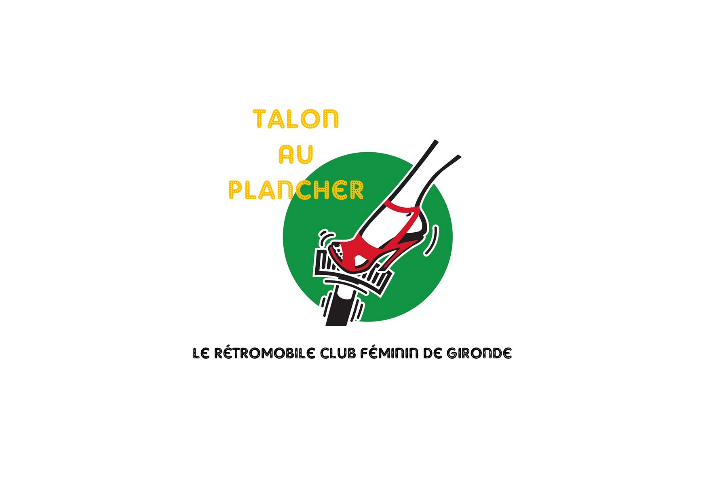 TALON
AU
PLANCHER
LE RÉTROMOBILE CLUB FÉMININ DE GIRONDE